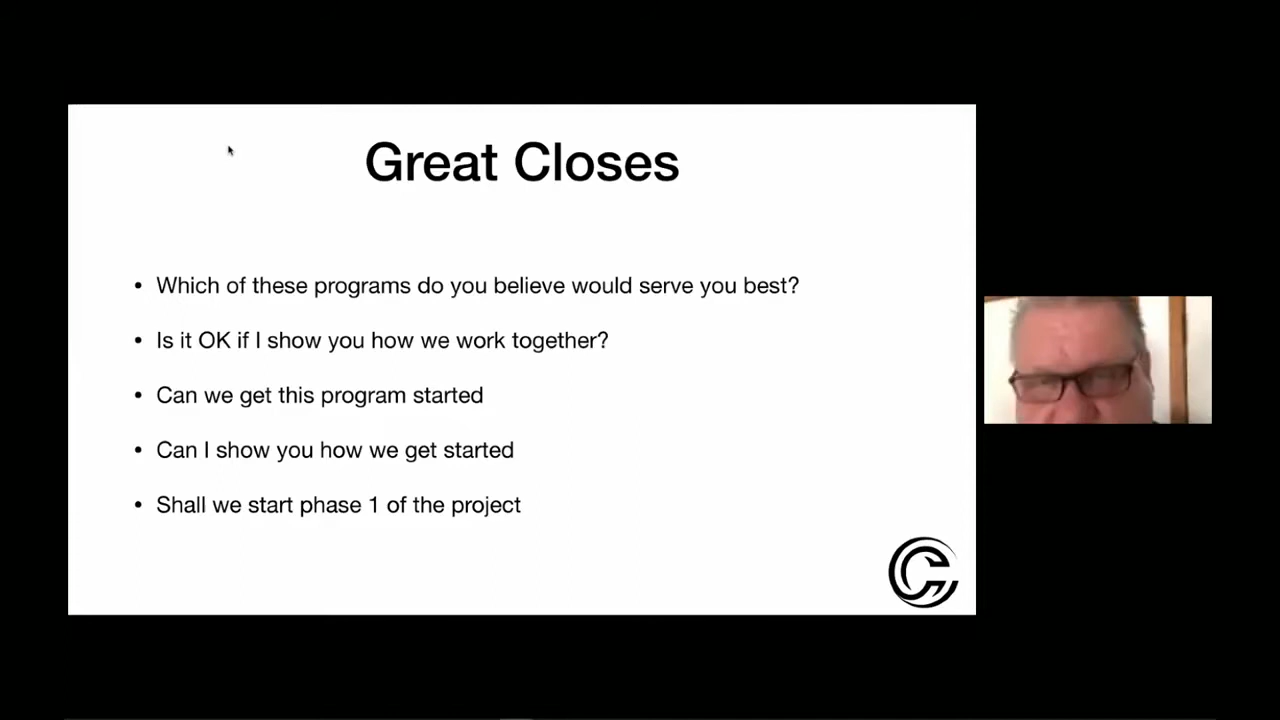 Great Closes
• Which of these programs do you believe would serve you best?
• Is it OK if I show you how we work together?
• Can we get this program started
• Can I show you how we get started
• Shall we start phase 1 of the project